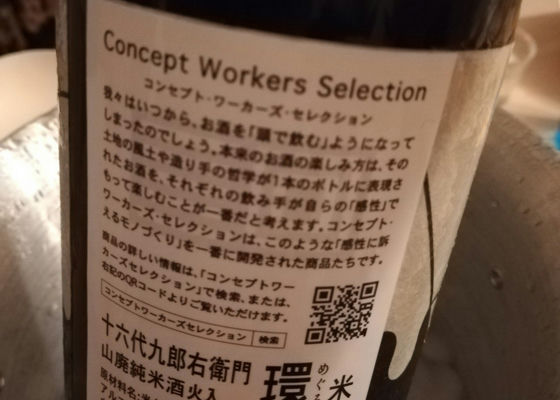 Concept Workers Selection
コンセプト・ワーカーズ・セレクション
我々はいつから、お酒を「頭で飲む」ようになって
しまったのでしょう。本来のお酒の楽しみ方は、その
土地の風土や造り手の哲学が1本のボトルに表現さ
れたお酒を、それぞれの飲み手が自らの「感性」で
もって楽しむことが一番だと考えます。コンセプト・
ワーカーズ・セレクションは、このような「感性に訴
えるモノづくり」を一番に開発された商品たちです。
商品の詳しい情報は、「コンセプトワー
カーズセレクション」で検索、または、
右記のQRコードよりご覧いただけます。
コンセプトワーカーズセレクション 検索
十六代九郎右衛門
山廃純米酒火入
原材料名:米
環
めぐる
米